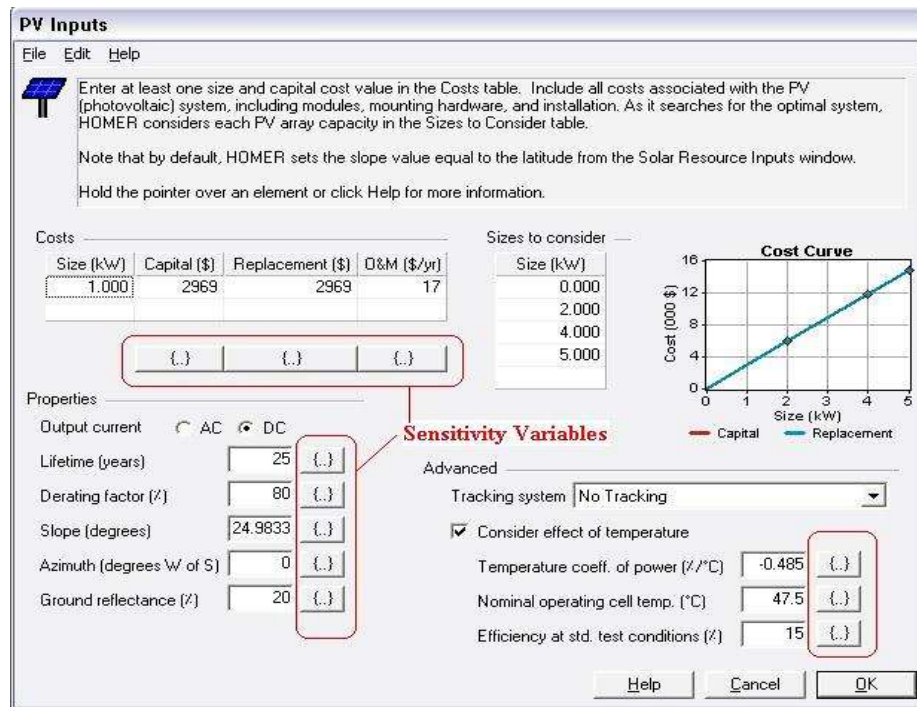 PV Inputs
File Edit Help
Enter at least one size and capital cost value in the Costs table. Include all costs associated with the PV
(photovoltaic) system, including modules, mounting hardware, and installation. As it searches for the optimal system,
HOMER considers each PV array capacity in the Sizes to Consider table.
Note that by default, HOMER sets the slope value equal to the latitude from the Solar Resource Inputs window.
Hold the pointer over an element or click Help for more information.
Costs
Size (kW) Capital ($) Replacement ($) O&M ($/yr)
1.000 2969 2969 17
{..} {..} {..}
Sizes to consider
Size (kW)
0.000
2.000
4.000
5.000
Cost Curve
Cost (000 $)
16
12
8
4
0
0 1 2 3 4 5
Size (kW)
Capital Replacement
Properties
Output current AC DC
Sensitivity Variables
Lifetime (years) 25 {..}
Derating factor (%) 80 {..}
Slope (degrees) 24.9833 {..}
Azimuth (degrees W of S) 0 {..}
Ground reflectance (%) 20 {..}
Advanced
Tracking system No Tracking
Consider effect of temperature
Temperature coeff. of power (%/°C) -0.485 {..}
Nominal operating cell temp. (°C) 47.5 {..}
Efficiency at std. test conditions (%) 15 {..}
Help Cancel OK